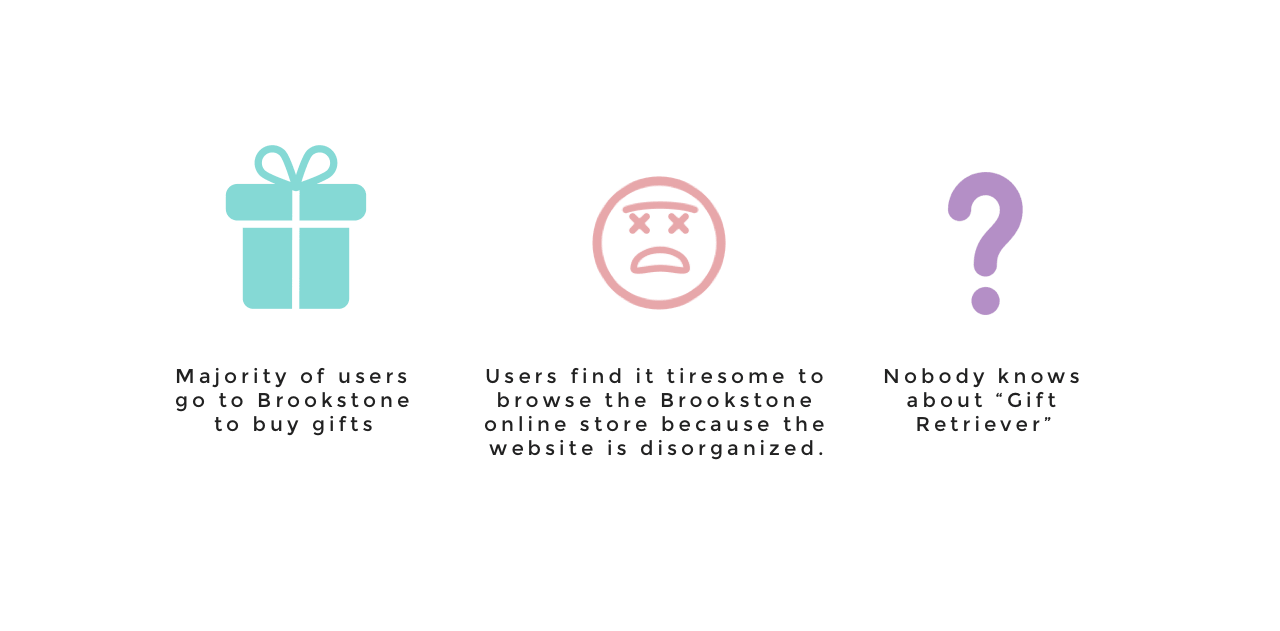 Majority of users
go to Brookstone
to buy gifts
Users find it tiresome to
browse the Brookstone
online store because the
website is disorganized.
Nobody knows
about “Gift
Retriever”